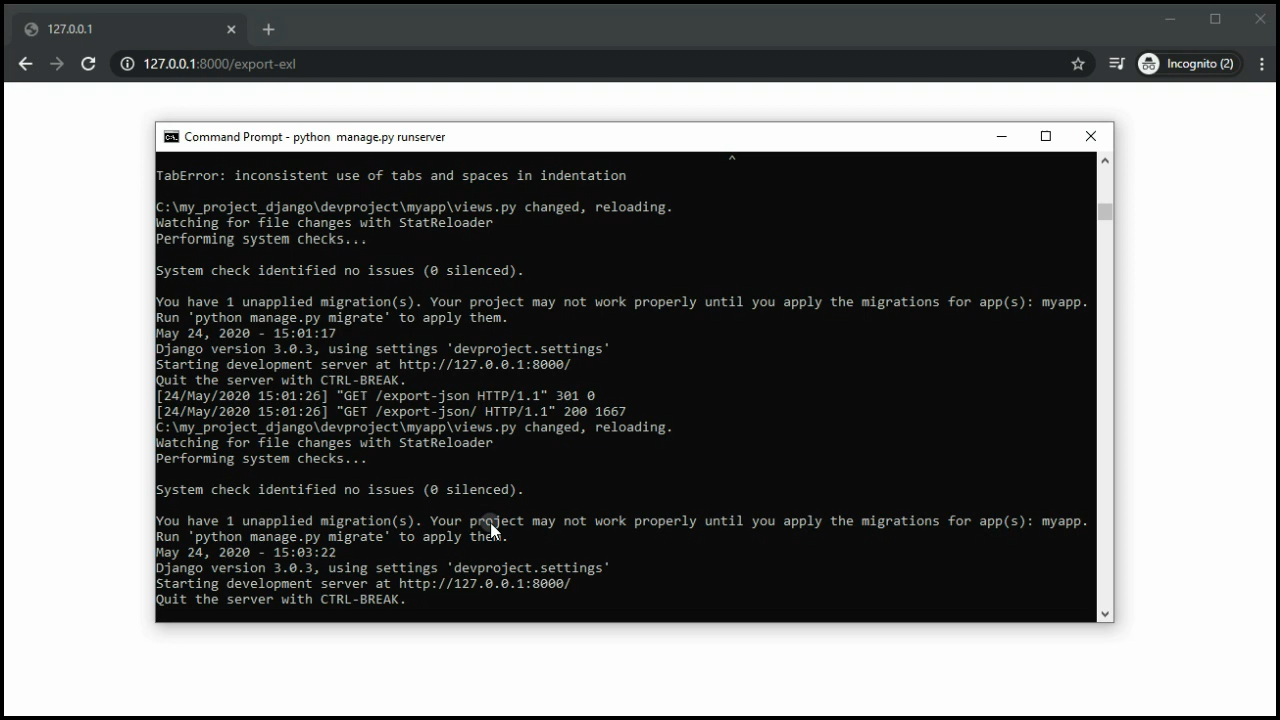 127.0.0.1
127.0.0.1:8000/export-exl
Incognito (2)
Command Prompt - python  manage.py runserver
^
TabError: inconsistent use of tabs and spaces in indentation
C:\my_project_django\devproject\myapp\views.py changed, reloading.
Watching for file changes with StatReloader
Performing system checks...
System check identified no issues (0 silenced).
You have 1 unapplied migration(s). Your project may not work properly until you apply the migrations for app(s): myapp.
Run 'python manage.py migrate' to apply them.
May 24, 2020 - 15:01:17
Django version 3.0.3, using settings 'devproject.settings'
Starting development server at http://127.0.0.1:8000/
Quit the server with CTRL-BREAK.
[24/May/2020 15:01:26] "GET /export-json HTTP/1.1" 301 0
[24/May/2020 15:01:26] "GET /export-json/ HTTP/1.1" 200 1667
C:\my_project_django\devproject\myapp\views.py changed, reloading.
Watching for file changes with StatReloader
Performing system checks...
System check identified no issues (0 silenced).
You have 1 unapplied migration(s). Your project may not work properly until you apply the migrations for app(s): myapp.
Run 'python manage.py migrate' to apply them.
May 24, 2020 - 15:03:22
Django version 3.0.3, using settings 'devproject.settings'
Starting development server at http://127.0.0.1:8000/
Quit the server with CTRL-BREAK.